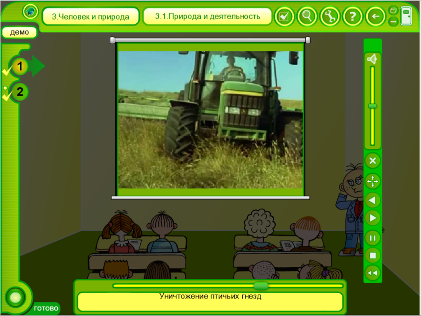 3.Человек и природа
3.1.Природа и деятельность
демо
1
2
Уничтожение птичьих гнезд
готово